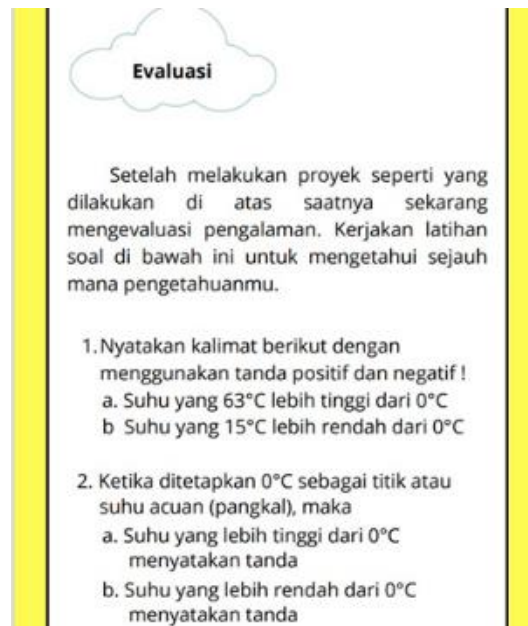 Evaluasi
Setelah melakukan proyek seperti yang
dilakukan di atas saatnya sekarang
mengevaluasi pengalaman. Kerjakan latihan
soal di bawah ini untuk mengetahui sejauh
mana pengetahuanmu.
1.Nyatakan kalimat berikut dengan
menggunakan tanda positif dan negatif !
a. Suhu yang 63°C lebih tinggi dari 0°C
b Suhu yang 15°C lebih rendah dari 0°C
2. Ketika ditetapkan 0°C sebagai titik atau
suhu acuan (pangkal), maka
a. Suhu yang lebih tinggi dari 0°C
menyatakan tanda
b. Suhu yang lebih rendah dari 0°C
menyatakan tanda